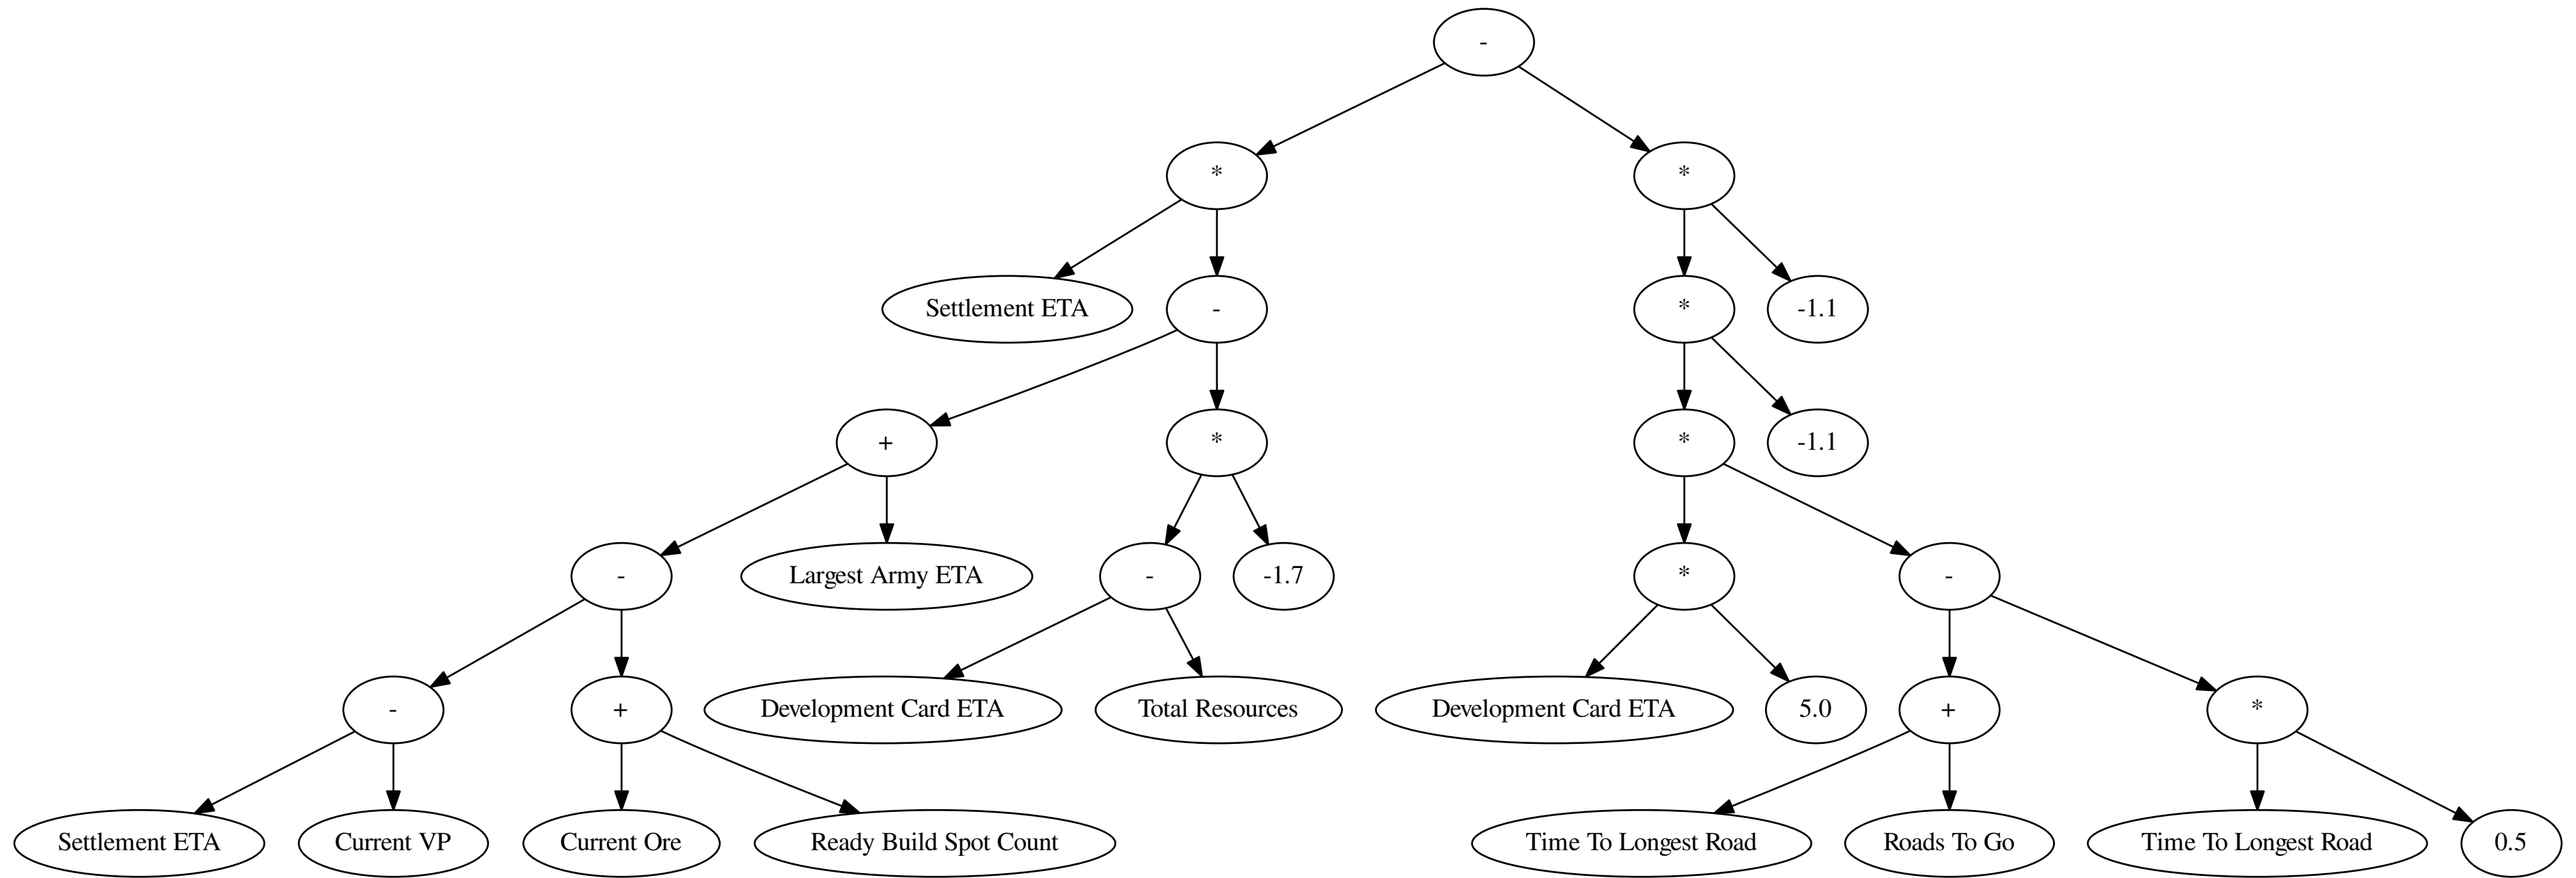 -
* *
Settlement ETA - * -1.1
+ * * -1.1
- Largest Army ETA - -1.7 * -
- + Development Card ETA Total Resources Development Card ETA 5.0 + *
Settlement ETA Current VP Current Ore Ready Build Spot Count Time To Longest Road Roads To Go Time To Longest Road 0.5